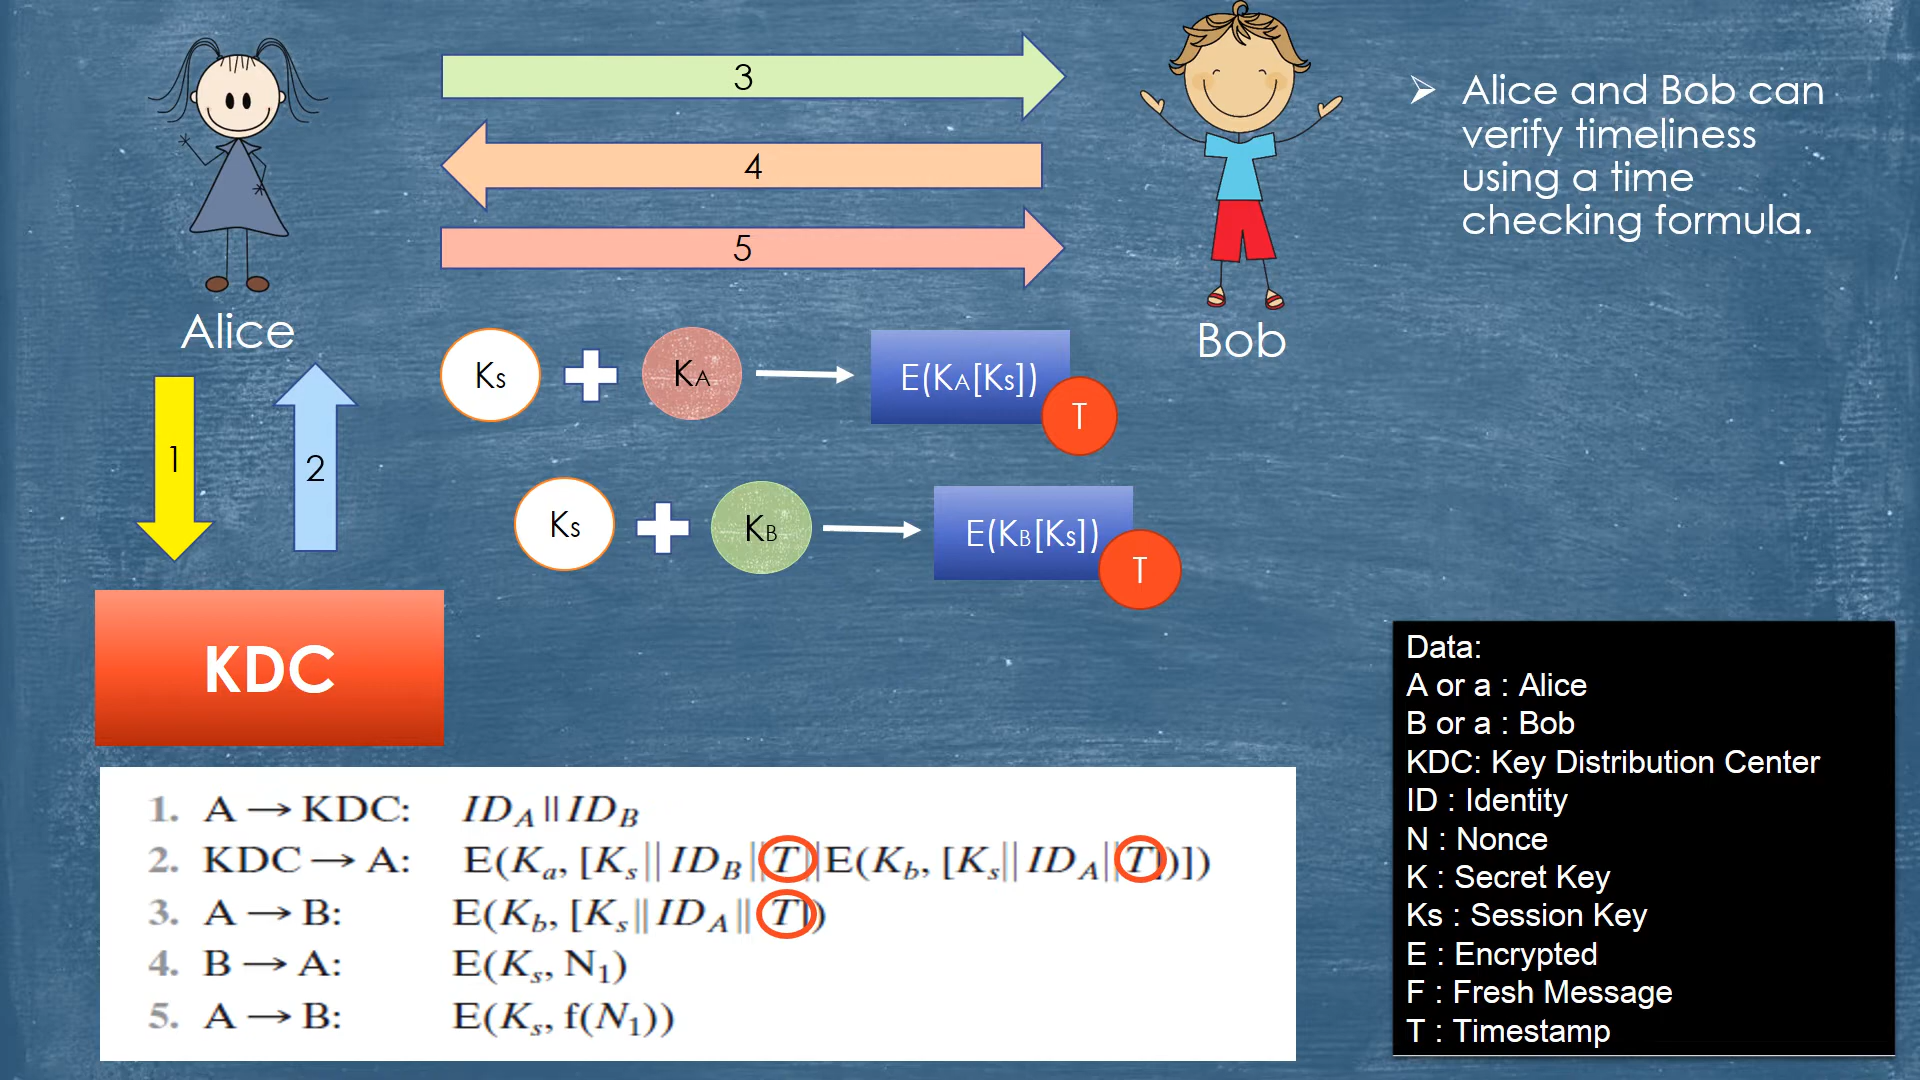 3
4
5
1
2
Alice
Bob
➢ Alice and Bob can
verify timeliness
using a time
checking formula.
Ks
KA
E(KA[Ks])
T
Ks
KB
E(KB[Ks])
T
KDC
1. A → KDC: IDA || IDB
2. KDC → A: E(Ka, [Ks || IDB || T || E(Kb, [Ks || IDA || T])])
3. A → B: E(Kb, [Ks || IDA || T])
4. B → A: E(Ks, N1)
5. A → B: E(Ks, f(N1))
Data:
A or a : Alice
B or a : Bob
KDC: Key Distribution Center
ID : Identity
N : Nonce
K : Secret Key
Ks : Session Key
E : Encrypted
F : Fresh Message
T : Timestamp